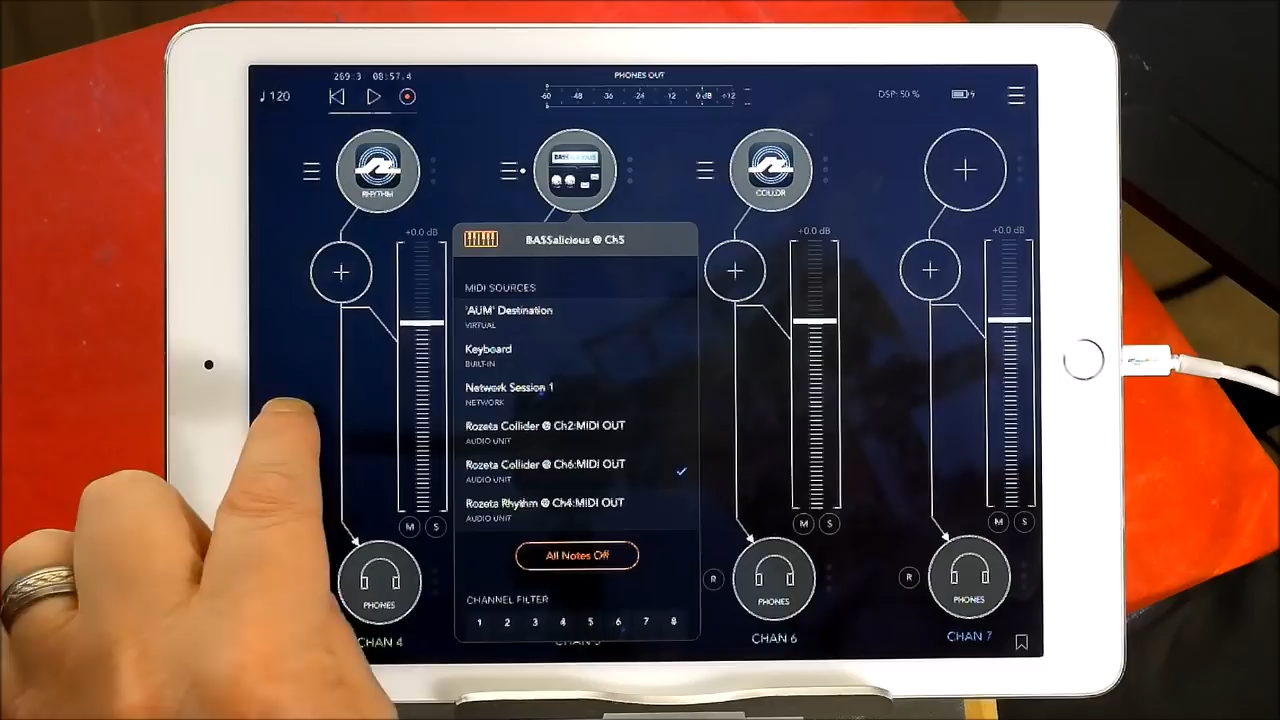 269:3 08:57.4
PHONES OUT
♩120
-60 -48 -36 -24 -12 0 dB +12
DSP: 50 %
RHYTHM
COLLDR
+0.0 dB
+0.0 dB
+0.0 dB
BASSalicious @ Ch5
MIDI SOURCES
'AUM' Destination
VIRTUAL
Keyboard
BUILT-IN
Network Session 1
NETWORK
Rozeta Collider @ Ch2:MIDI OUT
AUDIO UNIT
Rozeta Collider @ Ch6:MIDI OUT
AUDIO UNIT
Rozeta Rhythm @ Ch4:MIDI OUT
AUDIO UNIT
All Notes Off
CHANNEL FILTER
1 2 3 4 5 6 7 8
M S
M S
M S
R
R
PHONES
PHONES
PHONES
CHAN 4
CHAN 6
CHAN 7